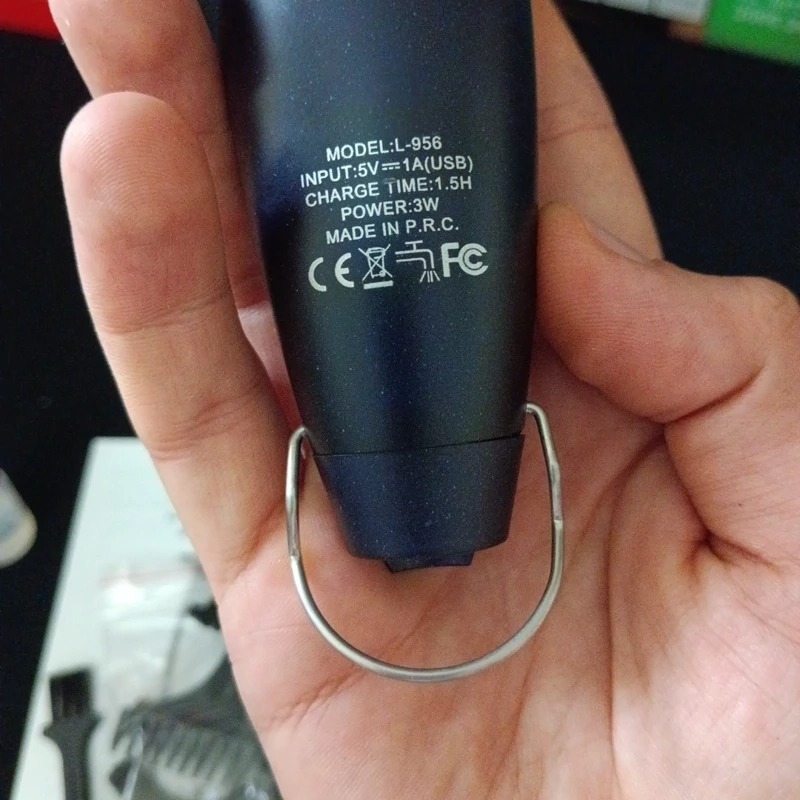 MODEL:L-956
INPUT:5V⎓1A(USB)
CHARGE TIME:1.5H
POWER:3W
MADE IN P.R.C.
CE FC